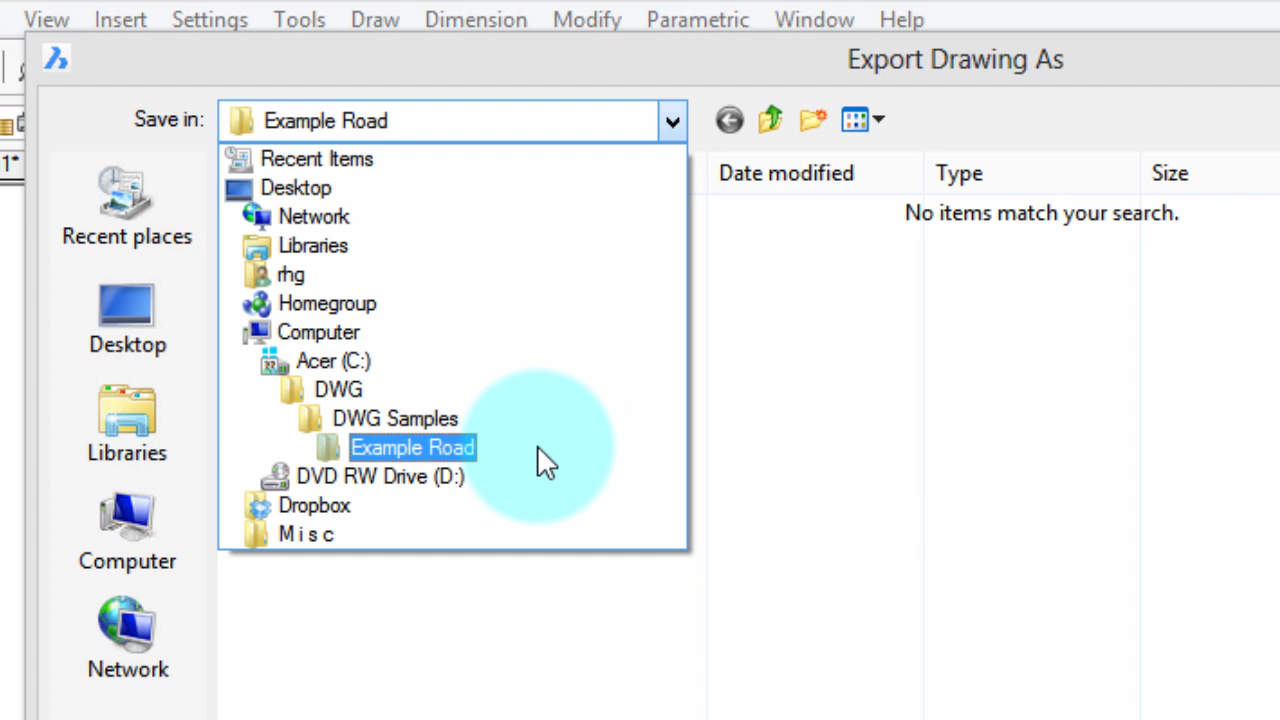 View Insert Settings Tools Draw Dimension Modify Parametric Window Help
Export Drawing As
Save in: Example Road
1*
Recent Items
Desktop
Network
Libraries
rhg
Homegroup
Computer
Acer (C:)
DWG
DWG Samples
Example Road
DVD RW Drive (D:)
Dropbox
Misc
Date modified Type Size
No items match your search.
Recent places
Desktop
Libraries
Computer
Network